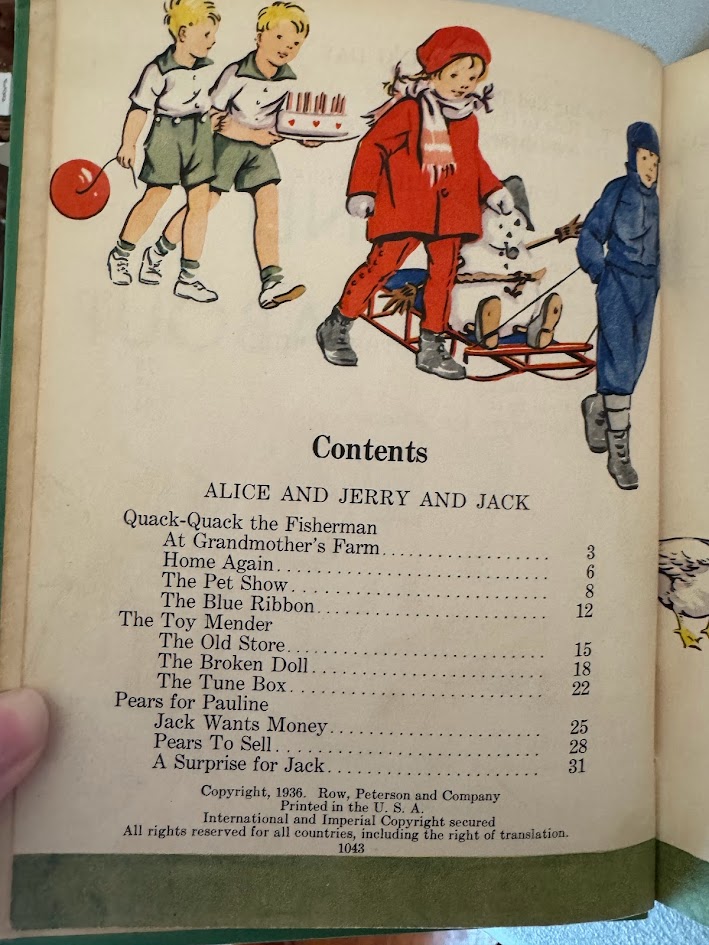 Contents
ALICE AND JERRY AND JACK
Quack-Quack the Fisherman
At Grandmother's Farm.................. 3
Home Again............................. 6
The Pet Show........................... 8
The Blue Ribbon........................ 12
The Toy Mender
The Old Store.......................... 15
The Broken Doll........................ 18
The Tune Box........................... 22
Pears for Pauline
Jack Wants Money....................... 25
Pears To Sell.......................... 28
A Surprise for Jack.................... 31
Copyright, 1936. Row, Peterson and Company
Printed in the U. S. A.
International and Imperial Copyright secured
All rights reserved for all countries, including the right of translation.
1043